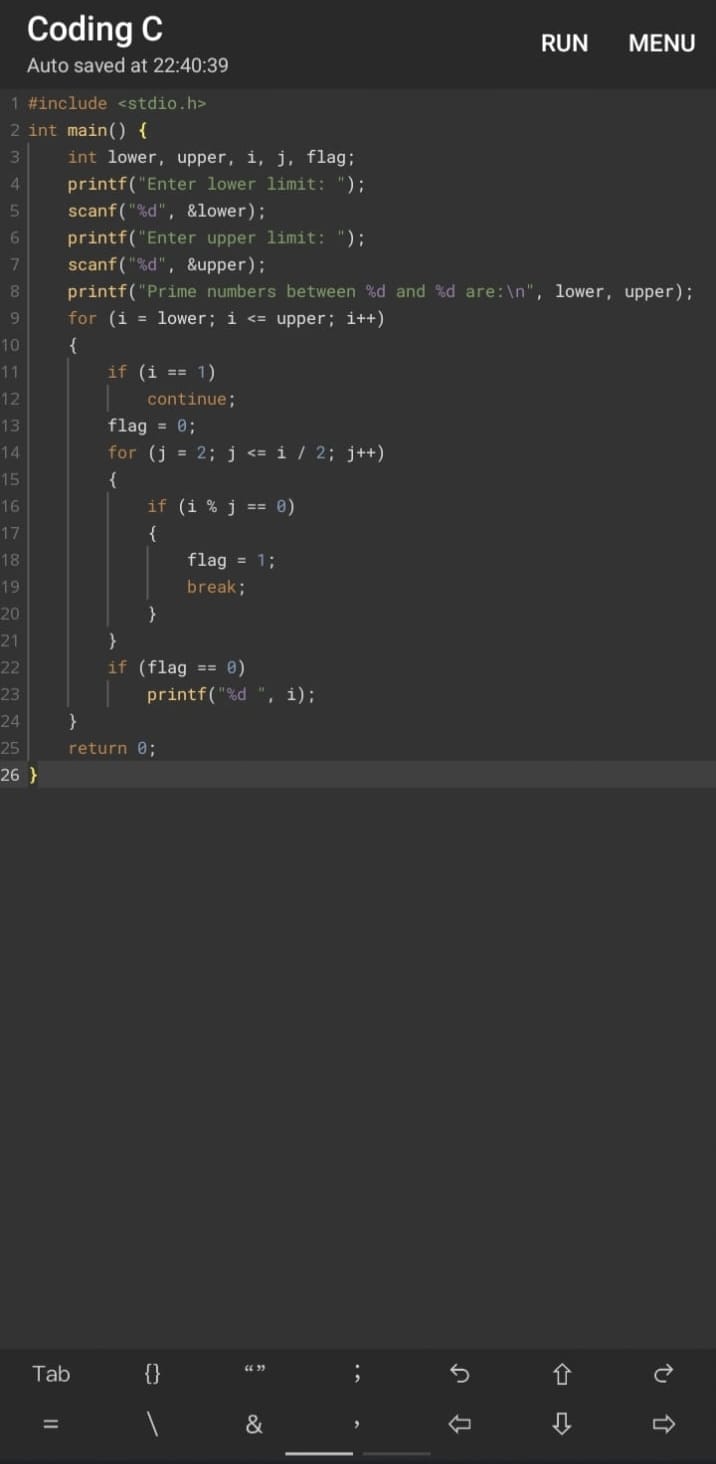 Coding C
RUN MENU
Auto saved at 22:40:39
1 #include <stdio.h>
2 int main() {
3     int lower, upper, i, j, flag;
4     printf("Enter lower limit: ");
5     scanf("%d", &lower);
6     printf("Enter upper limit: ");
7     scanf("%d", &upper);
8     printf("Prime numbers between %d and %d are:\n", lower, upper);
9     for (i = lower; i <= upper; i++)
10     {
11         if (i == 1)
12             continue;
13         flag = 0;
14         for (j = 2; j <= i / 2; j++)
15         {
16             if (i % j == 0)
17             {
18                 flag = 1;
19                 break;
20             }
21         }
22         if (flag == 0)
23             printf("%d ", i);
24     }
25     return 0;
26 }
Tab {} “” ;
= \ & ,